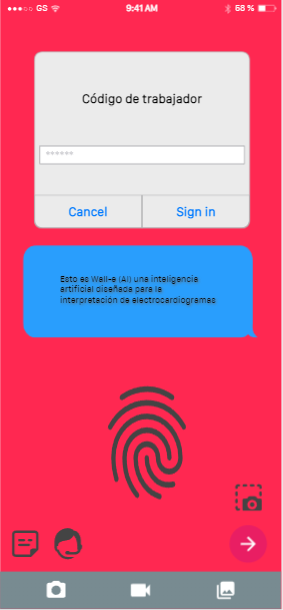 GS 9:41 AM 68 %
Código de trabajador
******
Cancel Sign in
Esto es Wall-e (AI) una inteligencia
artificial diseñada para la
interpretación de electrocardiogramas